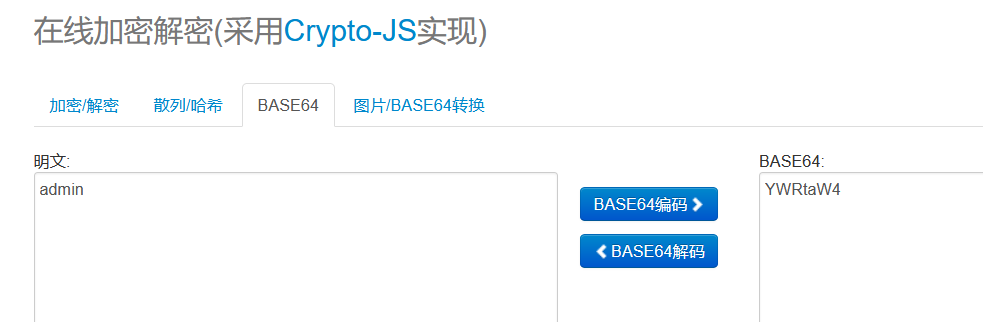 在线加密解密(采用Crypto-JS实现)
加密/解密 散列/哈希 BASE64 图片/BASE64转换
明文: BASE64:
admin YWRtaW4
BASE64编码
BASE64解码